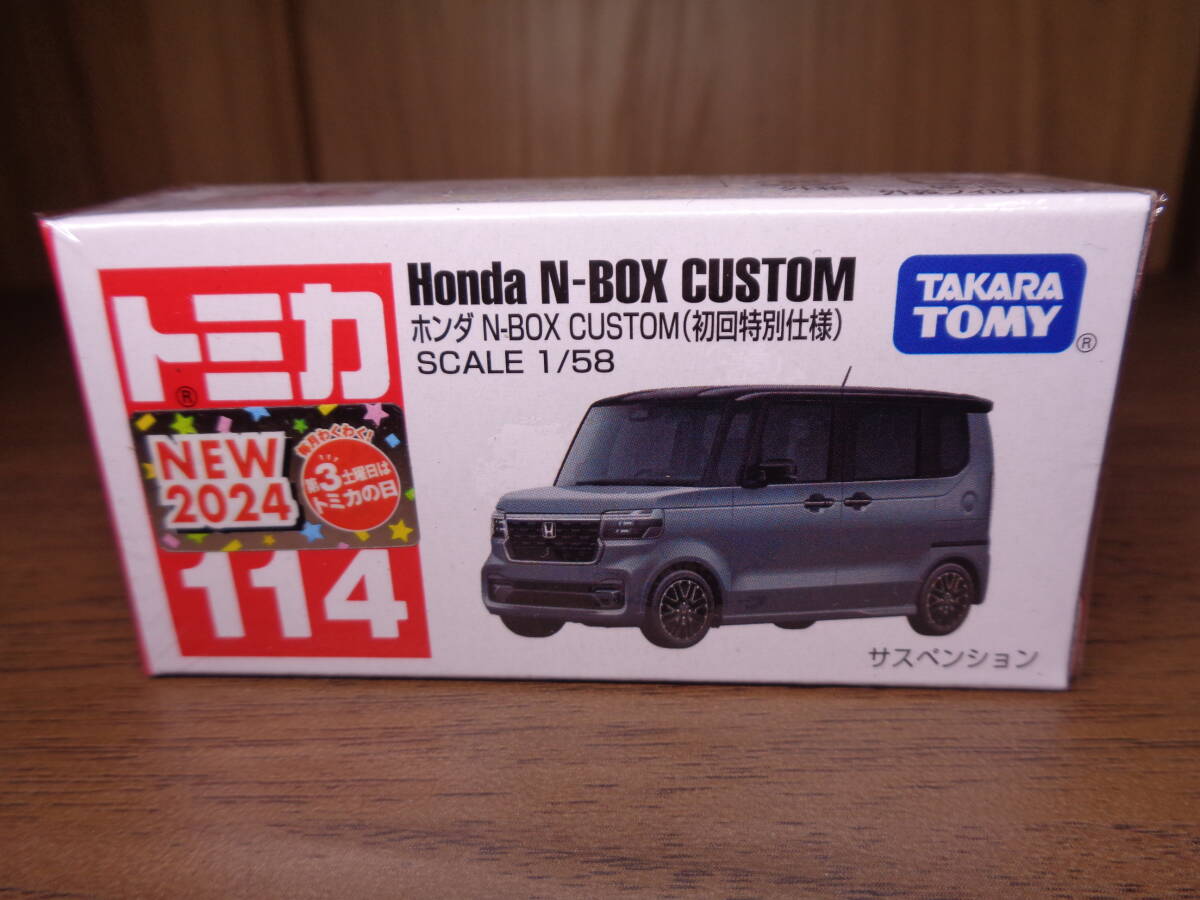 トミカ
®
NEW
2024
毎月わくわく!
第3土曜日は
トミカの日
114
Honda N-BOX CUSTOM
ホンダ N-BOX CUSTOM(初回特別仕様)
SCALE 1/58
TAKARA
TOMY
®
サスペンション